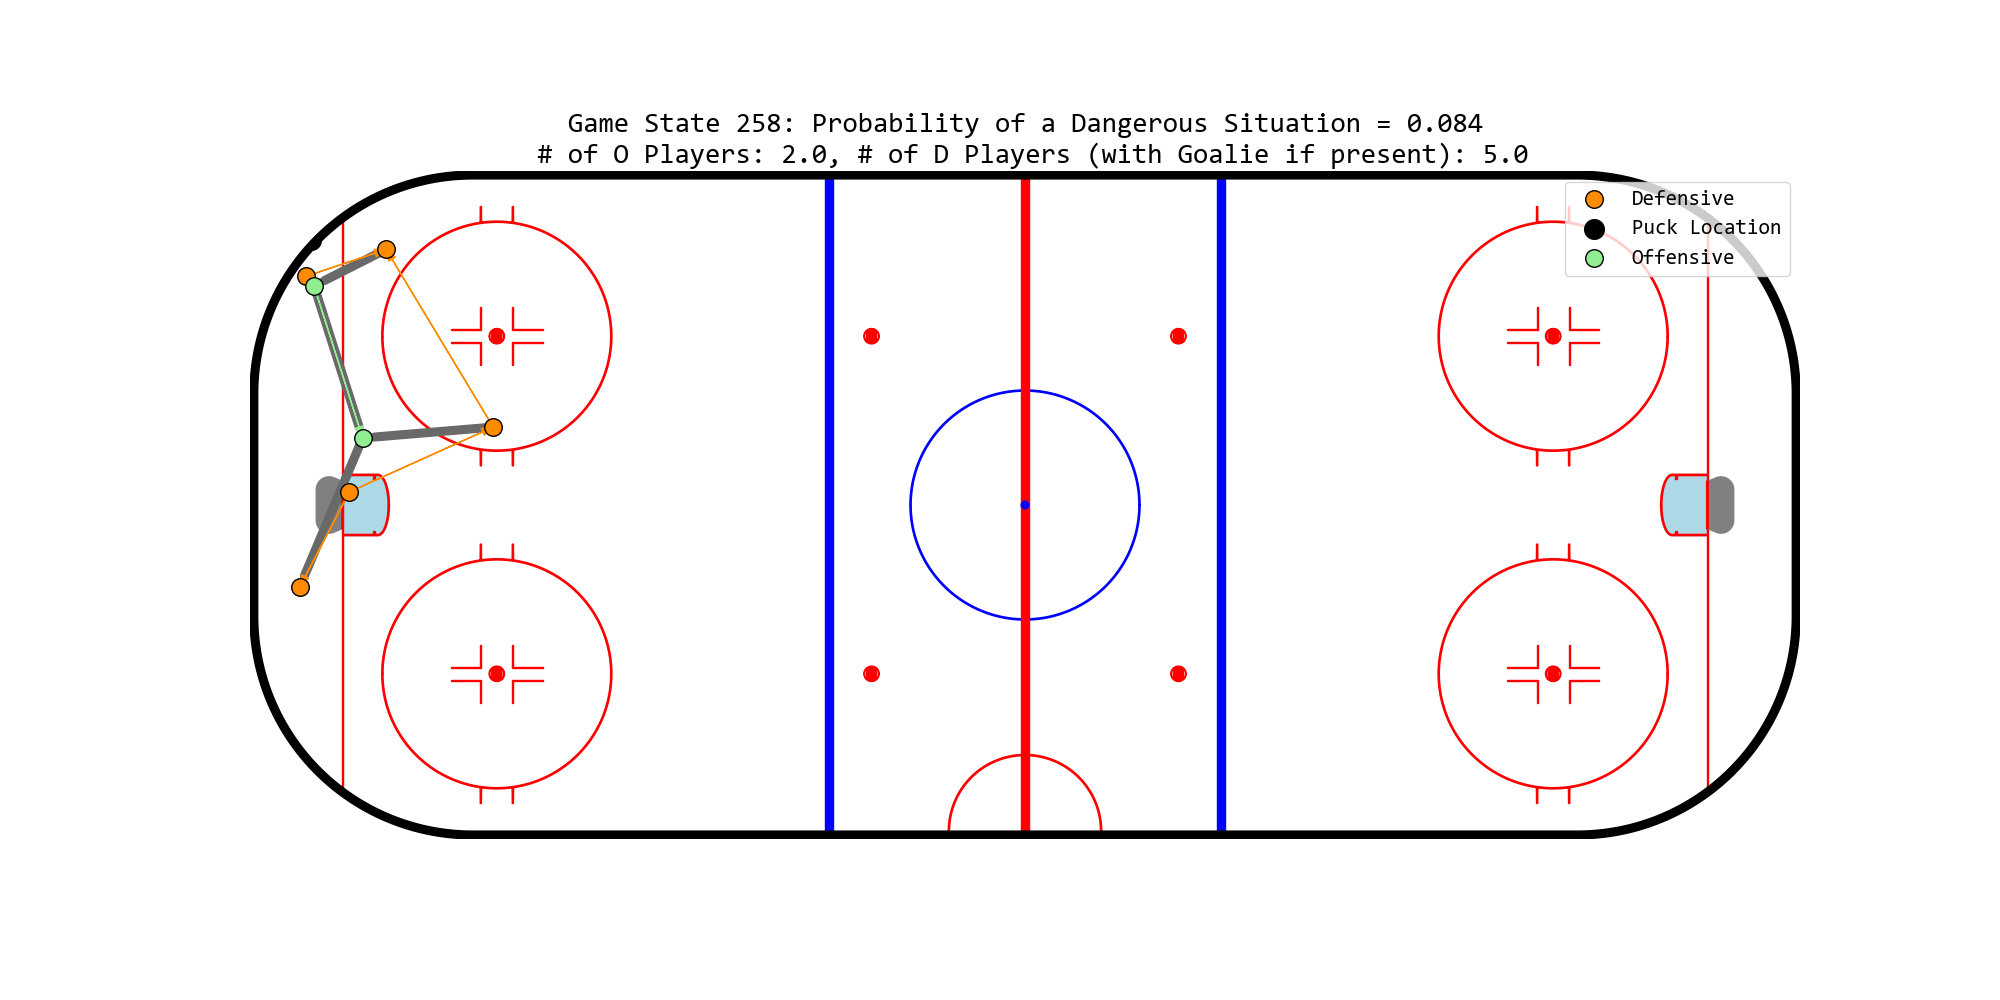 Game State 258: Probability of a Dangerous Situation = 0.084
# of O Players: 2.0, # of D Players (with Goalie if present): 5.0
Defensive
Puck Location
Offensive